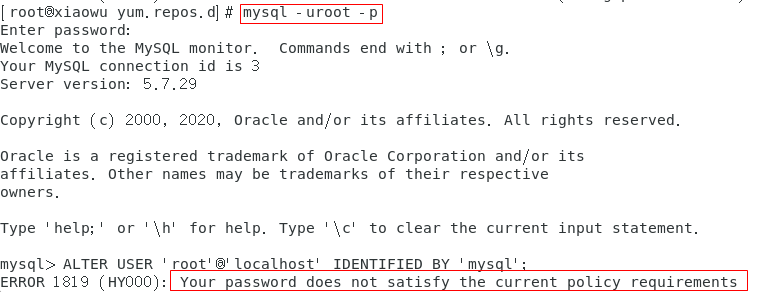 [root@xiaowu yum.repos.d]# mysql -uroot -p
Enter password:
Welcome to the MySQL monitor.  Commands end with ; or \g.
Your MySQL connection id is 3
Server version: 5.7.29

Copyright (c) 2000, 2020, Oracle and/or its affiliates. All rights reserved.

Oracle is a registered trademark of Oracle Corporation and/or its
affiliates. Other names may be trademarks of their respective
owners.

Type 'help;' or '\h' for help. Type '\c' to clear the current input statement.

mysql> ALTER USER 'root'@'localhost' IDENTIFIED BY 'mysql';
ERROR 1819 (HY000): Your password does not satisfy the current policy requirements